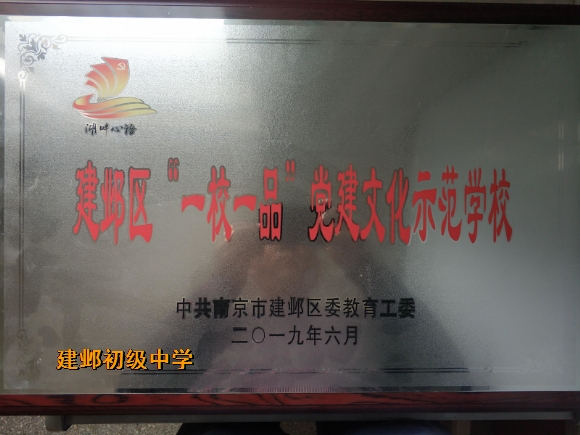 湖畔心语
建邺区“一校一品”党建文化示范学校
中共南京市建邺区委教育工委
二〇一九年六月
建邺初级中学